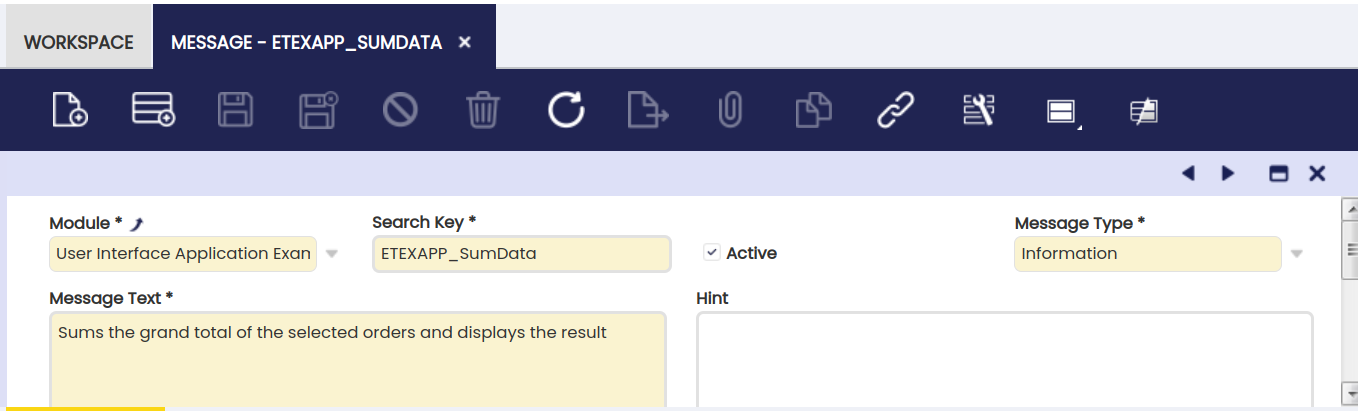 WORKSPACE
MESSAGE - ETEXAPP_SUMDATA
Module *
Search Key *
Message Type *
User Interface Application Exan
ETEXAPP_SumData
Active
Information
Message Text *
Hint
Sums the grand total of the selected orders and displays the result